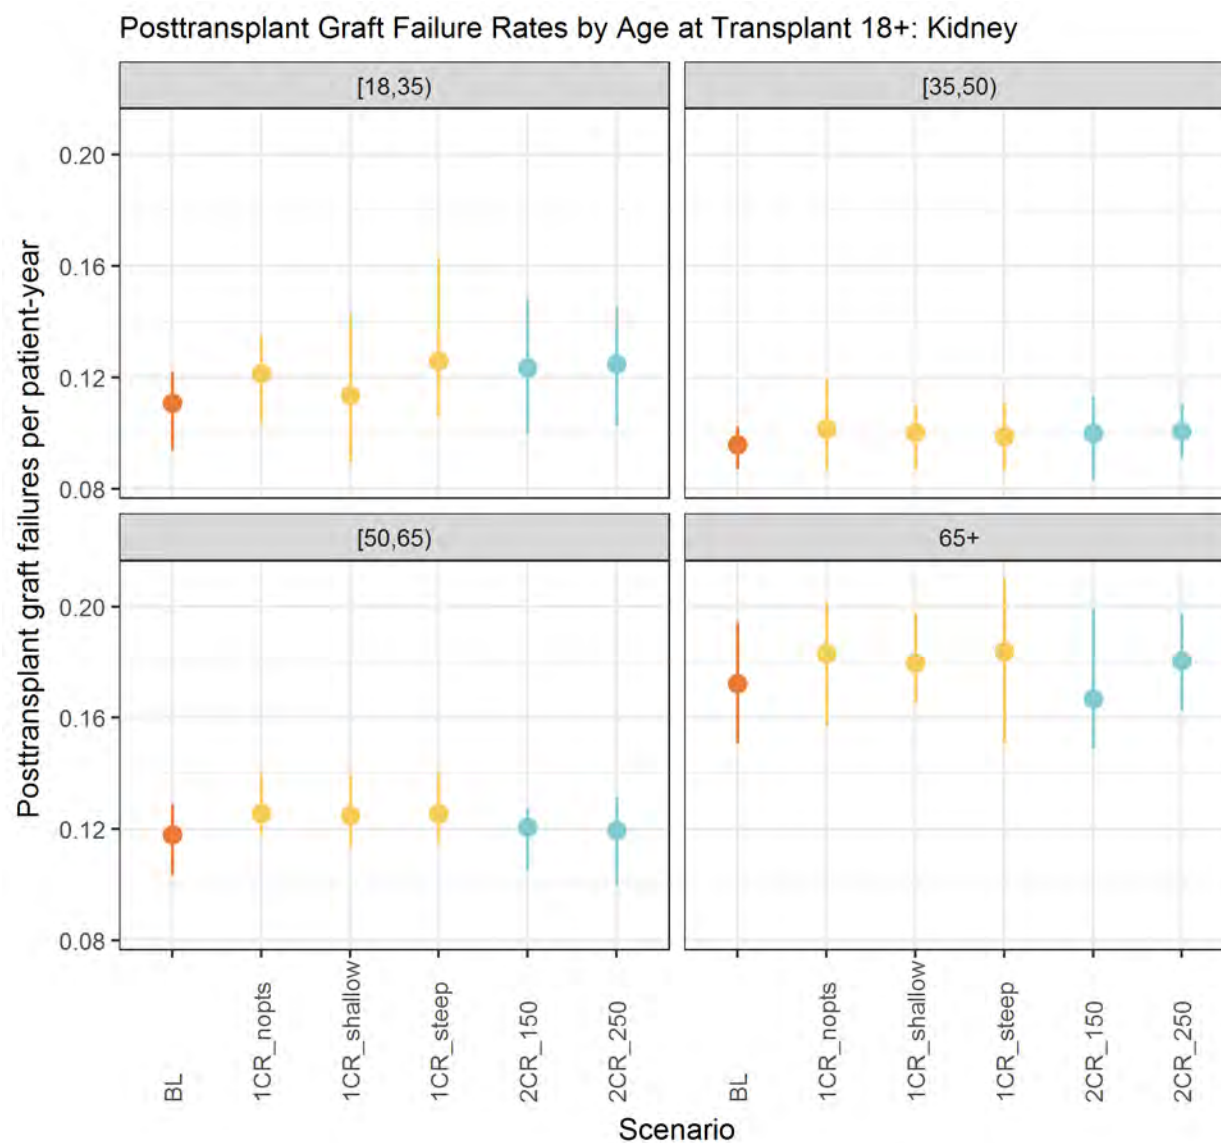 Posttransplant Graft Failure Rates by Age at Transplant 18+: Kidney
[18,35)
[35,50)
0.20
0.16
0.12
0.08
[50,65)
65+
0.20
0.16
0.12
0.08
Posttransplant graft failures per patient-year
BL
1CR_nopts
1CR_shallow
1CR_steep
2CR_150
2CR_250
BL
1CR_nopts
1CR_shallow
1CR_steep
2CR_150
2CR_250
Scenario